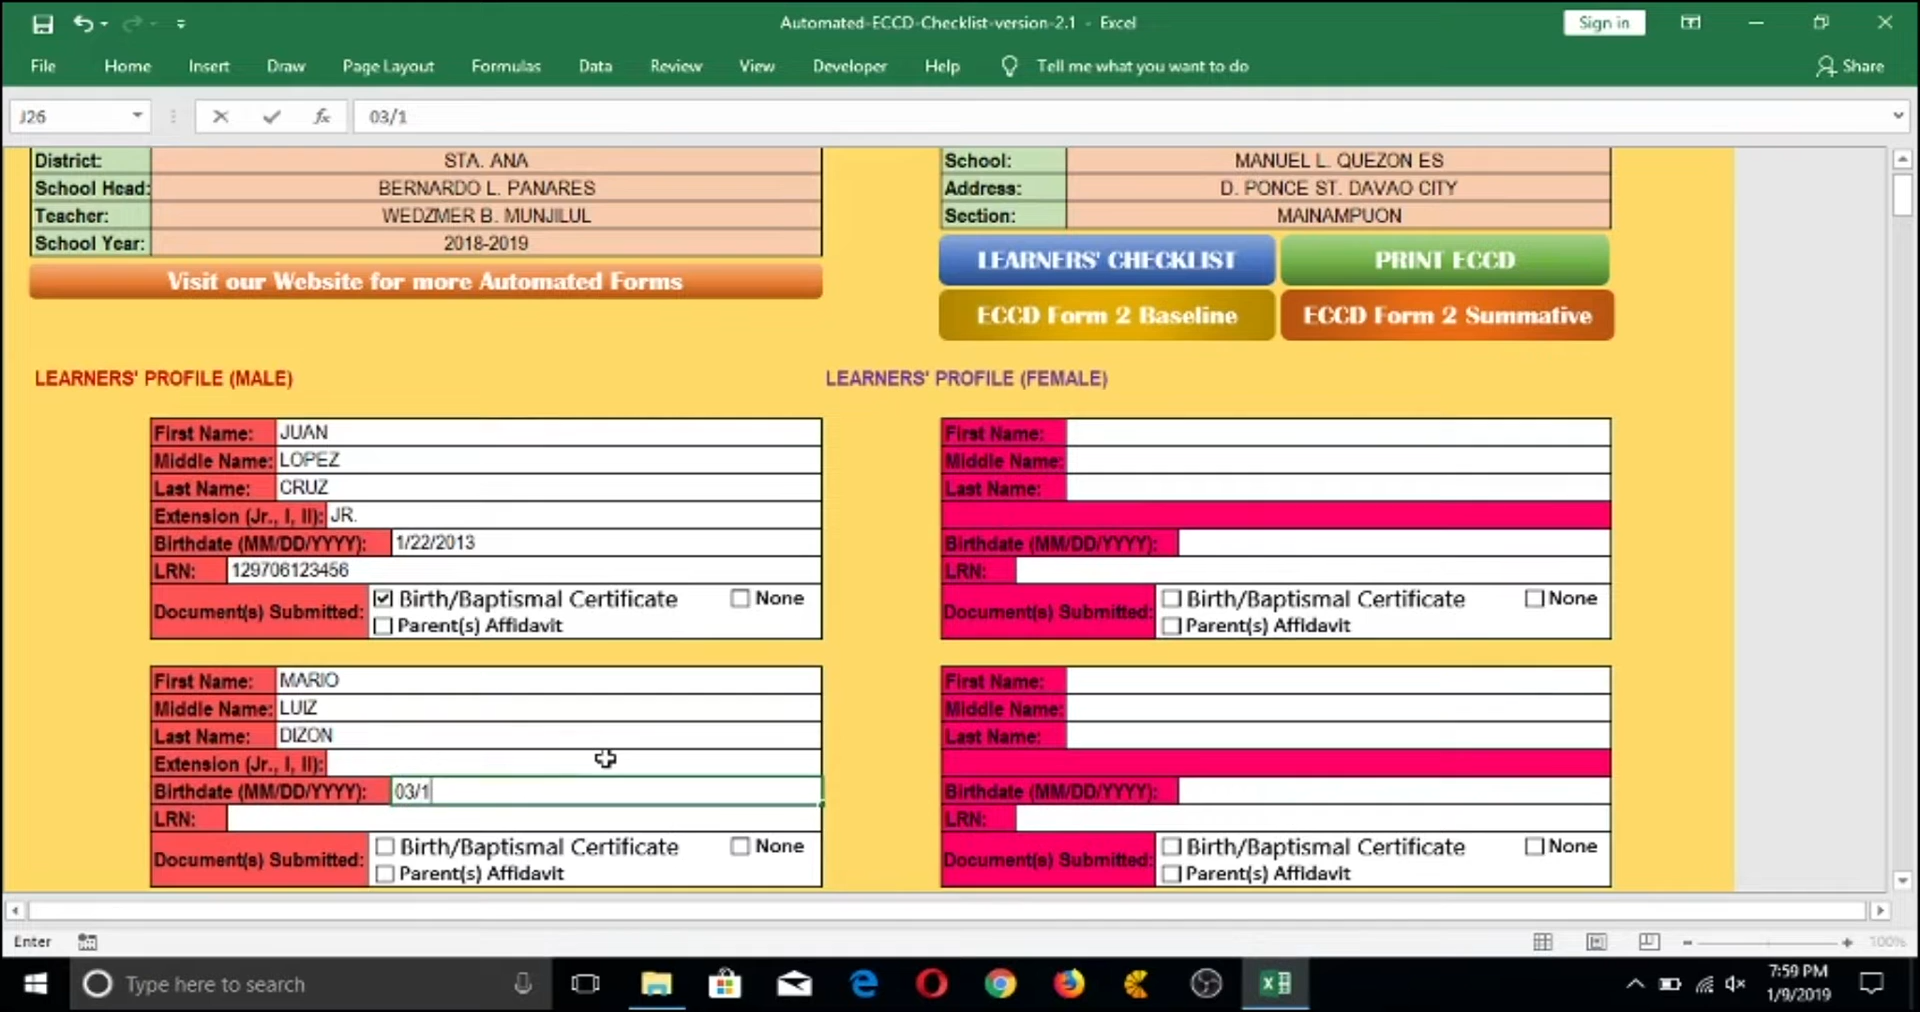 Automated-ECCD-Checklist-version-2.1 - Excel
Sign in
File Home Insert Draw Page Layout Formulas Data Review View Developer Help Tell me what you want to do Share
J26 fx 03/1
District: STA. ANA
School Head: BERNARDO L. PANARES
Teacher: WEDZMER B. MUNJILUL
School Year: 2018-2019
School: MANUEL L. QUEZON ES
Address: D. PONCE ST. DAVAO CITY
Section: MAINAMPUON
Visit our Website for more Automated Forms
LEARNERS' CHECKLIST PRINT ECCD
ECCD Form 2 Baseline ECCD Form 2 Summative
LEARNERS' PROFILE (MALE)
First Name: JUAN
Middle Name: LOPEZ
Last Name: CRUZ
Extension (Jr., I, II): JR.
Birthdate (MM/DD/YYYY): 1/22/2013
LRN: 129706123456
Document(s) Submitted: Birth/Baptismal Certificate None
Parent(s) Affidavit
First Name: MARIO
Middle Name: LUIZ
Last Name: DIZON
Extension (Jr., I, II):
Birthdate (MM/DD/YYYY): 03/1
LRN:
Document(s) Submitted: Birth/Baptismal Certificate None
Parent(s) Affidavit
LEARNERS' PROFILE (FEMALE)
First Name:
Middle Name:
Last Name:
Birthdate (MM/DD/YYYY):
LRN:
Document(s) Submitted: Birth/Baptismal Certificate None
Parent(s) Affidavit
First Name:
Middle Name:
Last Name:
Birthdate (MM/DD/YYYY):
LRN:
Document(s) Submitted: Birth/Baptismal Certificate None
Parent(s) Affidavit
Enter 100%
Type here to search
7:59 PM
1/9/2019